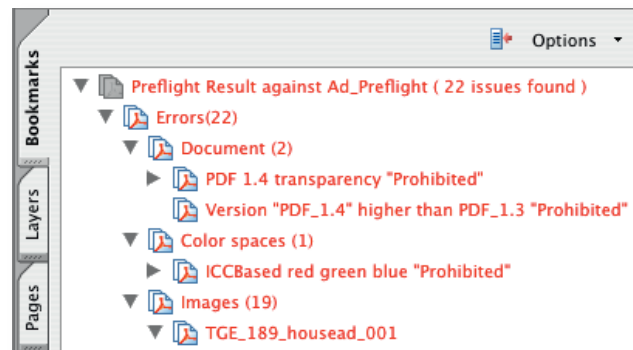 Options
Bookmarks
Layers
Pages
Preflight Result against Ad_Preflight ( 22 issues found )
Errors(22)
Document (2)
PDF 1.4 transparency "Prohibited"
Version "PDF_1.4" higher than PDF_1.3 "Prohibited"
Color spaces (1)
ICCBased red green blue "Prohibited"
Images (19)
TGE_189_housead_001